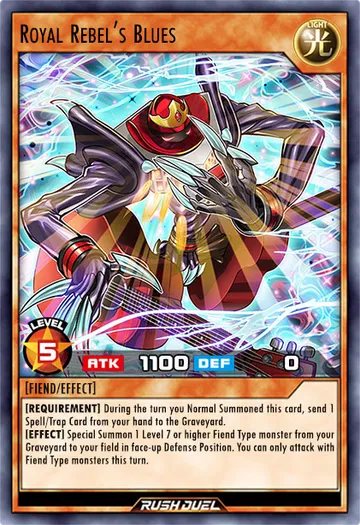 Royal Rebel's Blues
LIGHT
光
LEVEL
5
ATK 1100 DEF 0
[FIEND/EFFECT]
[REQUIREMENT] During the turn you Normal Summoned this card, send 1
Spell/Trap Card from your hand to the Graveyard.
[EFFECT] Special Summon 1 Level 7 or higher Fiend Type monster from your
Graveyard to your field in face-up Defense Position. You can only attack with
Fiend Type monsters this turn.
RUSH DUEL